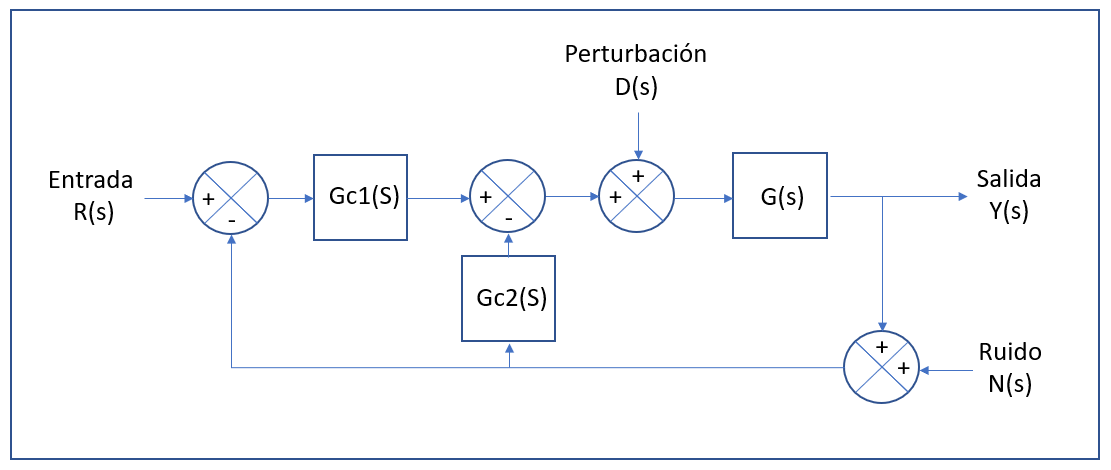 Perturbación
D(s)
Entrada
R(s)
+
-
Gc1(S)
+
-
+
+
G(s)
Salida
Y(s)
Gc2(S)
+
+
Ruido
N(s)